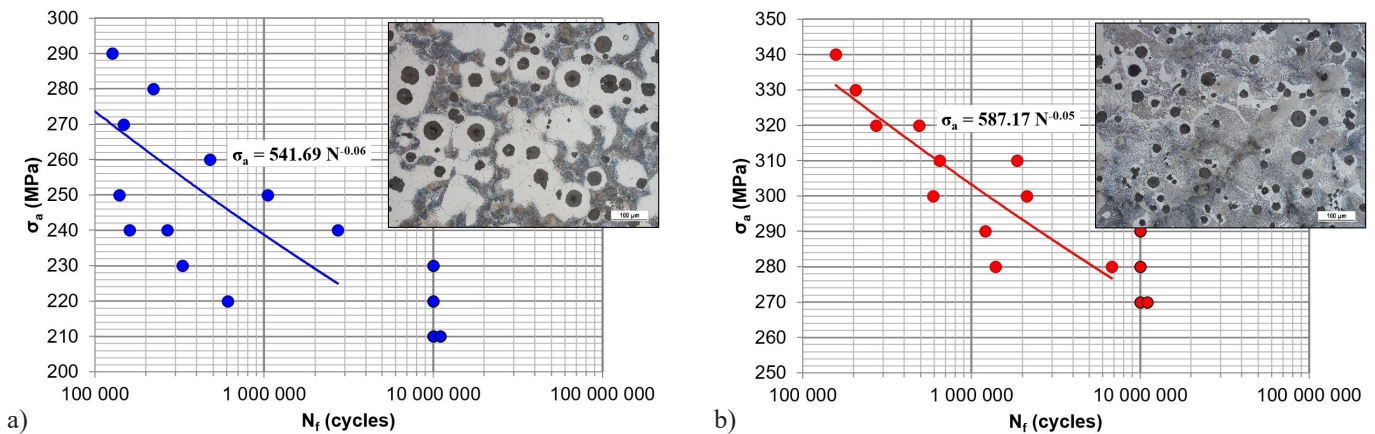 300
290
280
270
260
250
240
230
220
210
200
σa (MPa)
σa = 541.69 N-0.06
100 µm
100 000
1 000 000
10 000 000
100 000 000
Nf (cycles)
a)
350
340
330
320
310
300
290
280
270
260
250
σa (MPa)
σa = 587.17 N-0.05
100 µm
100 000
1 000 000
10 000 000
100 000 000
Nf (cycles)
b)